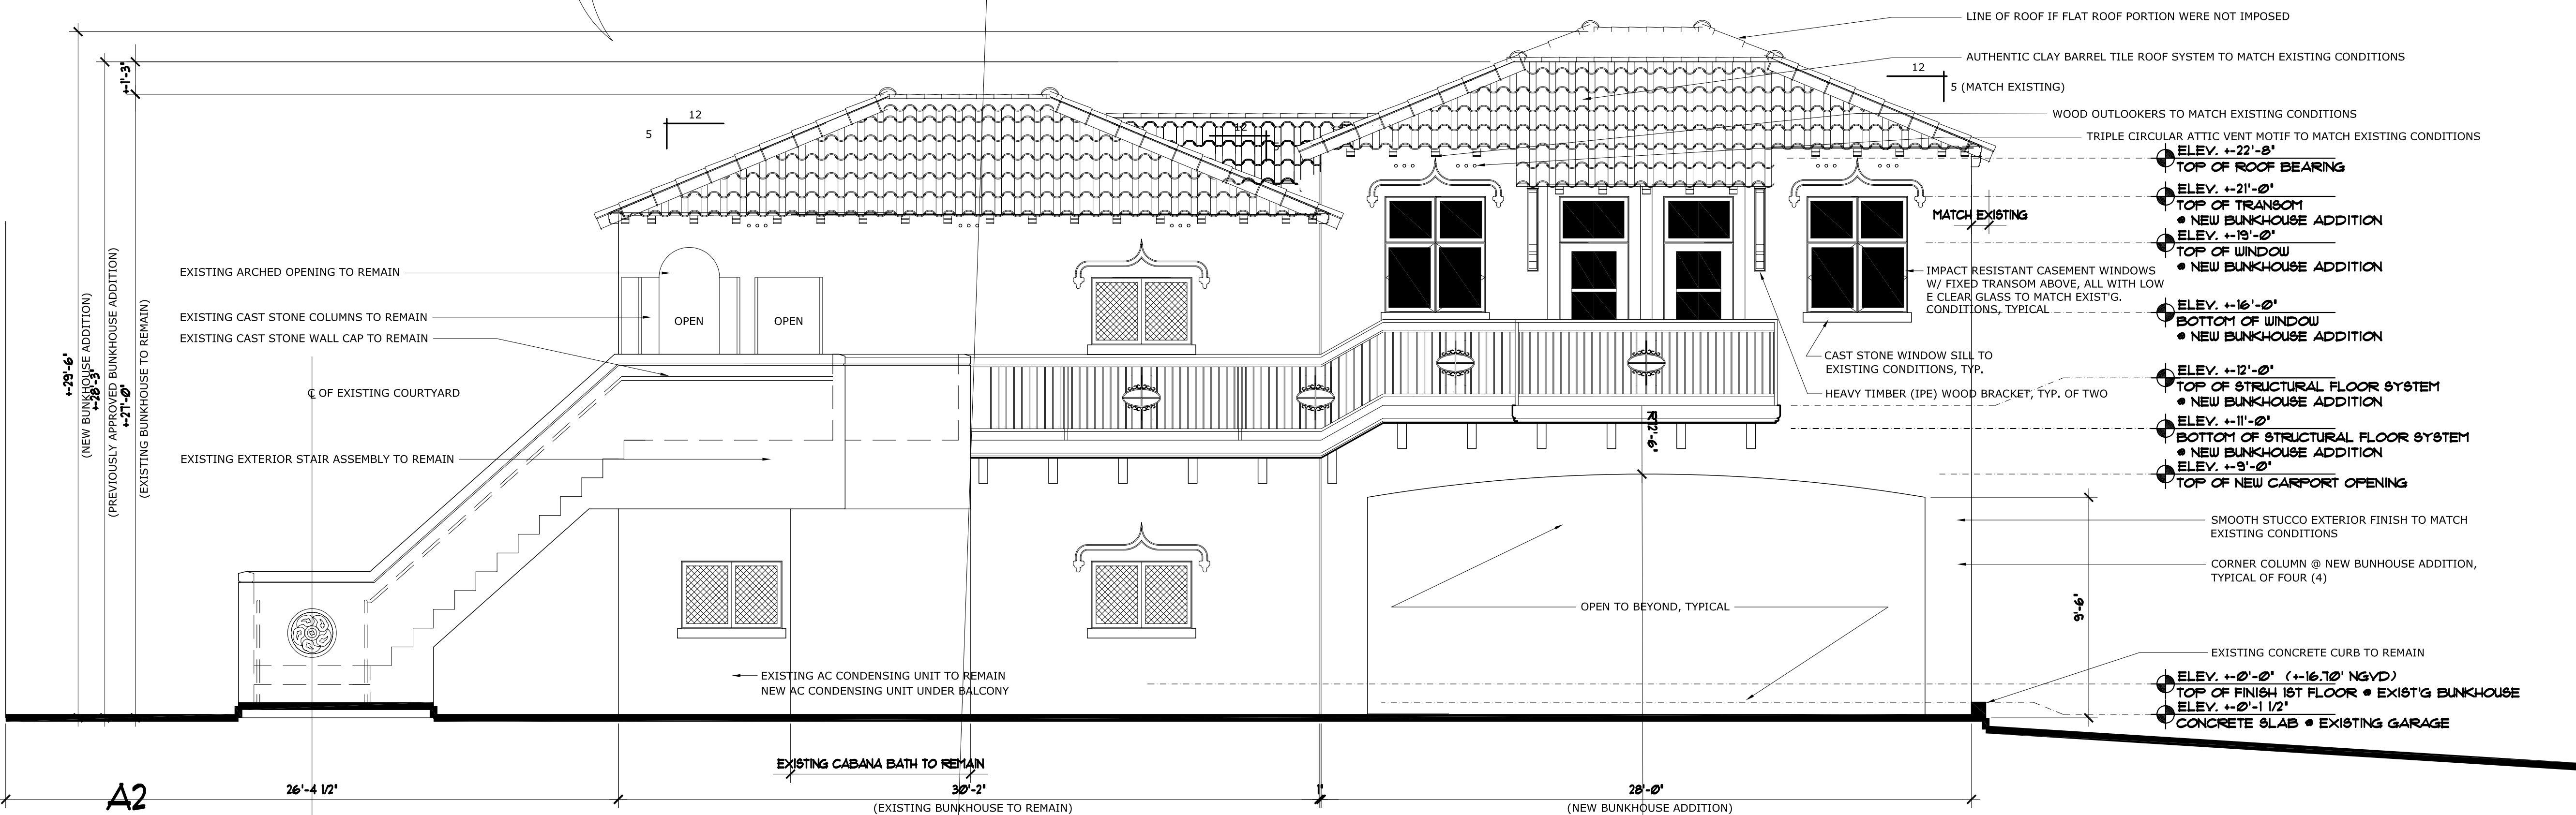 LINE OF ROOF IF FLAT ROOF PORTION WERE NOT IMPOSED
AUTHENTIC CLAY BARREL TILE ROOF SYSTEM TO MATCH EXISTING CONDITIONS
12
5 (MATCH EXISTING)
WOOD OUTLOOKERS TO MATCH EXISTING CONDITIONS
TRIPLE CIRCULAR ATTIC VENT MOTIF TO MATCH EXISTING CONDITIONS
+-1'-3"
12
5
12
5
ELEV. +-22'-8"
TOP OF ROOF BEARING
ELEV. +-21'-0"
TOP OF TRANSOM
@ NEW BUNKHOUSE ADDITION
MATCH EXISTING
ELEV. +-19'-0"
TOP OF WINDOW
@ NEW BUNKHOUSE ADDITION
IMPACT RESISTANT CASEMENT WINDOWS
W/ FIXED TRANSOM ABOVE, ALL WITH LOW
E CLEAR GLASS TO MATCH EXIST'G.
CONDITIONS, TYPICAL
ELEV. +-16'-0"
BOTTOM OF WINDOW
@ NEW BUNKHOUSE ADDITION
CAST STONE WINDOW SILL TO
EXISTING CONDITIONS, TYP.
HEAVY TIMBER (IPE) WOOD BRACKET, TYP. OF TWO
ELEV. +-12'-0"
TOP OF STRUCTURAL FLOOR SYSTEM
@ NEW BUNKHOUSE ADDITION
ELEV. +-11'-0"
BOTTOM OF STRUCTURAL FLOOR SYSTEM
@ NEW BUNKHOUSE ADDITION
ELEV. +-9'-0"
TOP OF NEW CARPORT OPENING
+-29'-6"
(NEW BUNKHOUSE ADDITION)
+-28'-3"
(PREVIOUSLY APPROVED BUNKHOUSE ADDITION)
+-27'-0"
(EXISTING BUNKHOUSE TO REMAIN)
EXISTING ARCHED OPENING TO REMAIN
EXISTING CAST STONE COLUMNS TO REMAIN
OPEN
OPEN
EXISTING CAST STONE WALL CAP TO REMAIN
℄ OF EXISTING COURTYARD
EXISTING EXTERIOR STAIR ASSEMBLY TO REMAIN
R12'-6"
SMOOTH STUCCO EXTERIOR FINISH TO MATCH
EXISTING CONDITIONS
CORNER COLUMN @ NEW BUNHOUSE ADDITION,
TYPICAL OF FOUR (4)
9'-6"
OPEN TO BEYOND, TYPICAL
EXISTING CONCRETE CURB TO REMAIN
EXISTING AC CONDENSING UNIT TO REMAIN
NEW AC CONDENSING UNIT UNDER BALCONY
ELEV. +-0'-0" (+-16.70' NGVD)
TOP OF FINISH 1ST FLOOR @ EXIST'G BUNKHOUSE
ELEV. +-0'-1 1/2"
CONCRETE SLAB @ EXISTING GARAGE
EXISTING CABANA BATH TO REMAIN
A2
26'-4 1/2"
30'-2"
(EXISTING BUNKHOUSE TO REMAIN)
1"
28'-0"
(NEW BUNKHOUSE ADDITION)